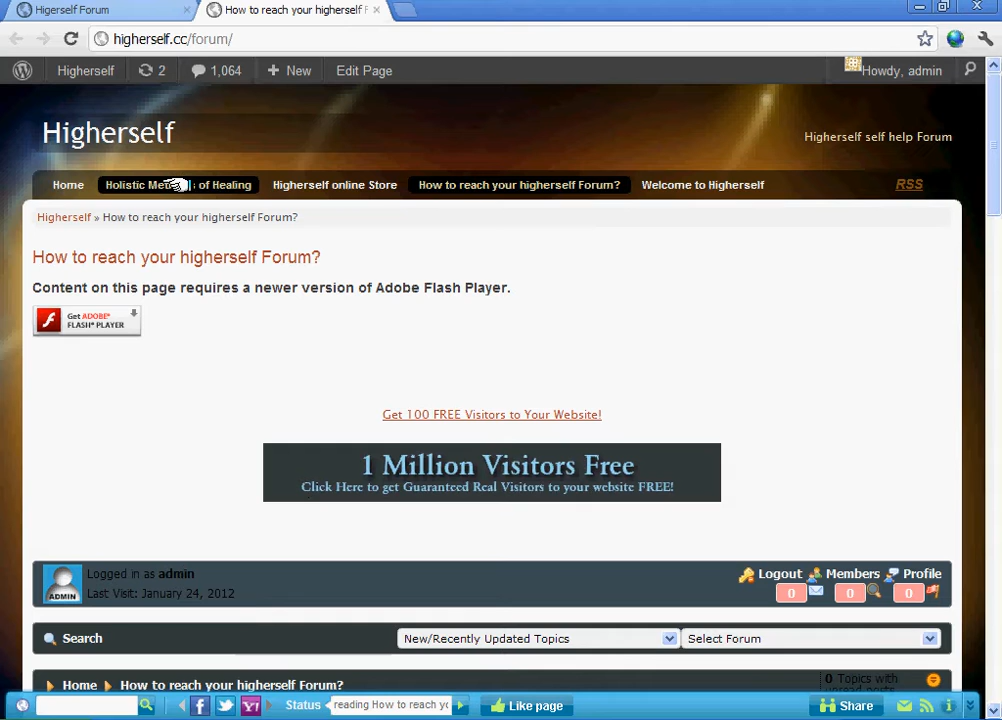 Higerself Forum
How to reach your higherself F
higherself.cc/forum/
Higherself 2 1,064 + New Edit Page Howdy, admin
Higherself
Higherself self help Forum
Home Holistic Met of Healing Higherself online Store How to reach your higherself Forum? Welcome to Higherself RSS
Higherself » How to reach your higherself Forum?
How to reach your higherself Forum?
Content on this page requires a newer version of Adobe Flash Player.
Get ADOBE®
FLASH® PLAYER
Get 100 FREE Visitors to Your Website!
1 Million Visitors Free
Click Here to get Guaranteed Real Visitors to your website FREE!
ADMIN
Logged in as admin
Last Visit: January 24, 2012
Logout Members Profile
0 0 0
Search New/Recently Updated Topics Select Forum
Home How to reach your higherself Forum?
0 Topics with
unread posts
Status reading How to reach yo Like page Share